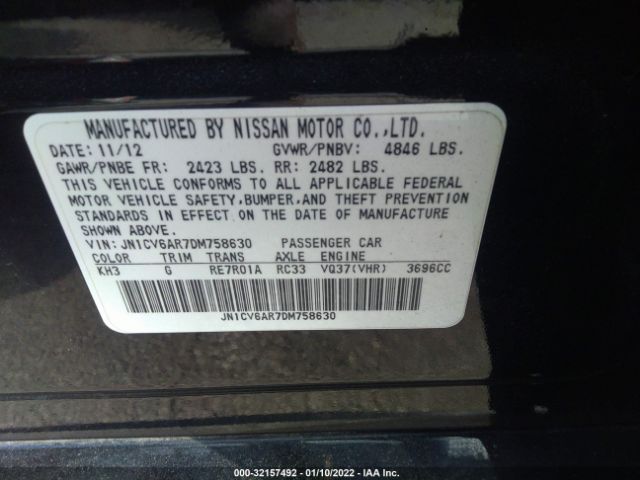 MANUFACTURED BY NISSAN MOTOR CO.,LTD.
DATE: 11/12 GVWR/PNBV: 4846 LBS.
GAWR/PNBE FR: 2423 LBS. RR: 2482 LBS.
THIS VEHICLE CONFORMS TO ALL APPLICABLE FEDERAL
MOTOR VEHICLE SAFETY,BUMPER,AND THEFT PREVENTION
STANDARDS IN EFFECT ON THE DATE OF MANUFACTURE
SHOWN ABOVE.
VIN: JN1CV6AR7DM758630 PASSENGER CAR
COLOR TRIM TRANS AXLE ENGINE
KH3 G RE7R01A RC33 VQ37(VHR) 3696CC
JN1CV6AR7DM758630
000-32157492 - 01/10/2022 - IAA Inc.